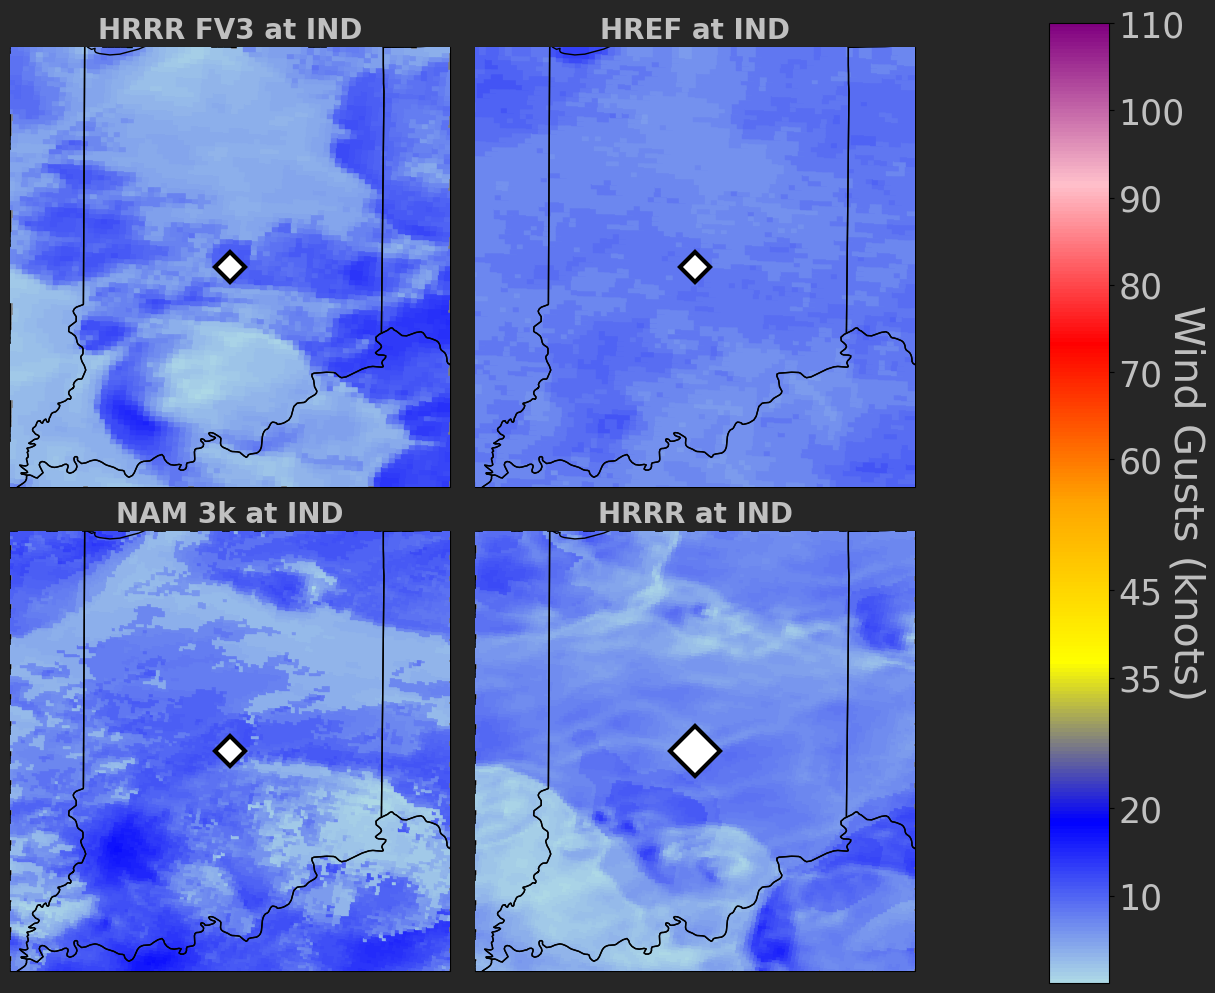 HRRR FV3 at IND
HREF at IND
NAM 3k at IND
HRRR at IND
110
100
90
80
70
60
45
35
20
10
Wind Gusts (knots)